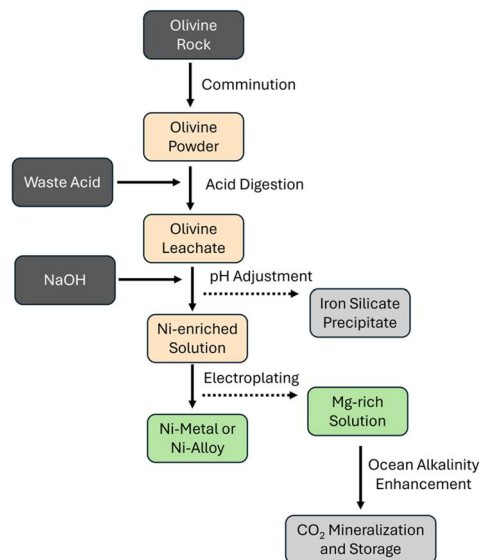 Olivine
Rock
Comminution
Olivine
Powder
Waste Acid
Acid Digestion
Olivine
Leachate
NaOH
pH Adjustment
Iron Silicate
Precipitate
Ni-enriched
Solution
Electroplating
Mg-rich
Solution
Ni-Metal or
Ni-Alloy
Ocean Alkalinity
Enhancement
CO₂ Mineralization
and Storage